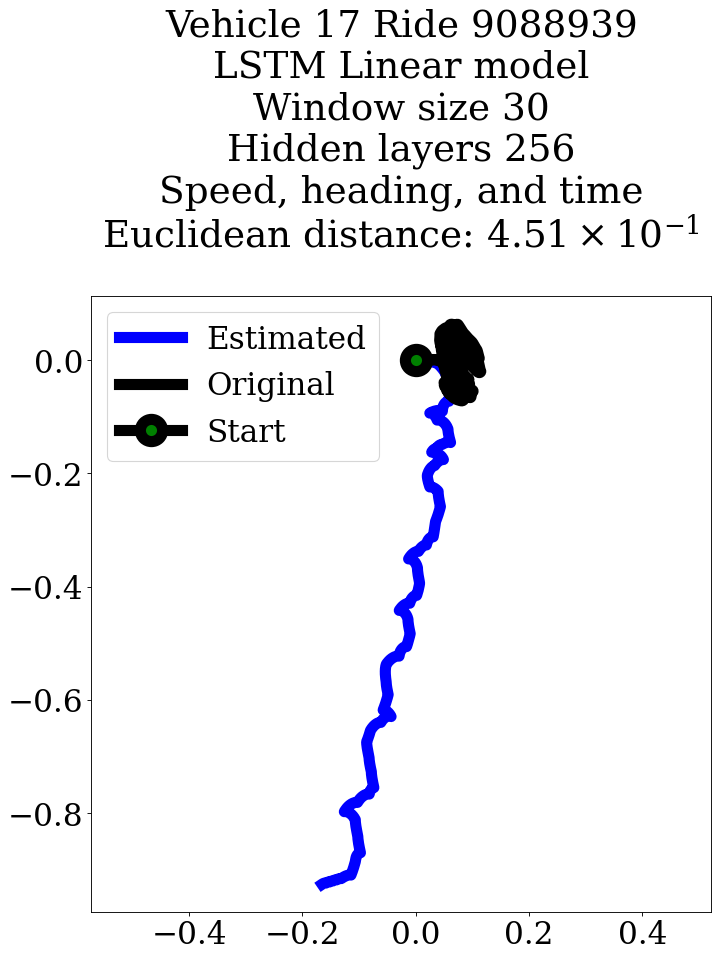 Vehicle 17 Ride 9088939
LSTM Linear model
Window size 30
Hidden layers 256
Speed, heading, and time
Euclidean distance: 4.51 × 10⁻¹
Estimated
Original
Start
0.0
−0.2
−0.4
−0.6
−0.8
−0.4 −0.2 0.0 0.2 0.4